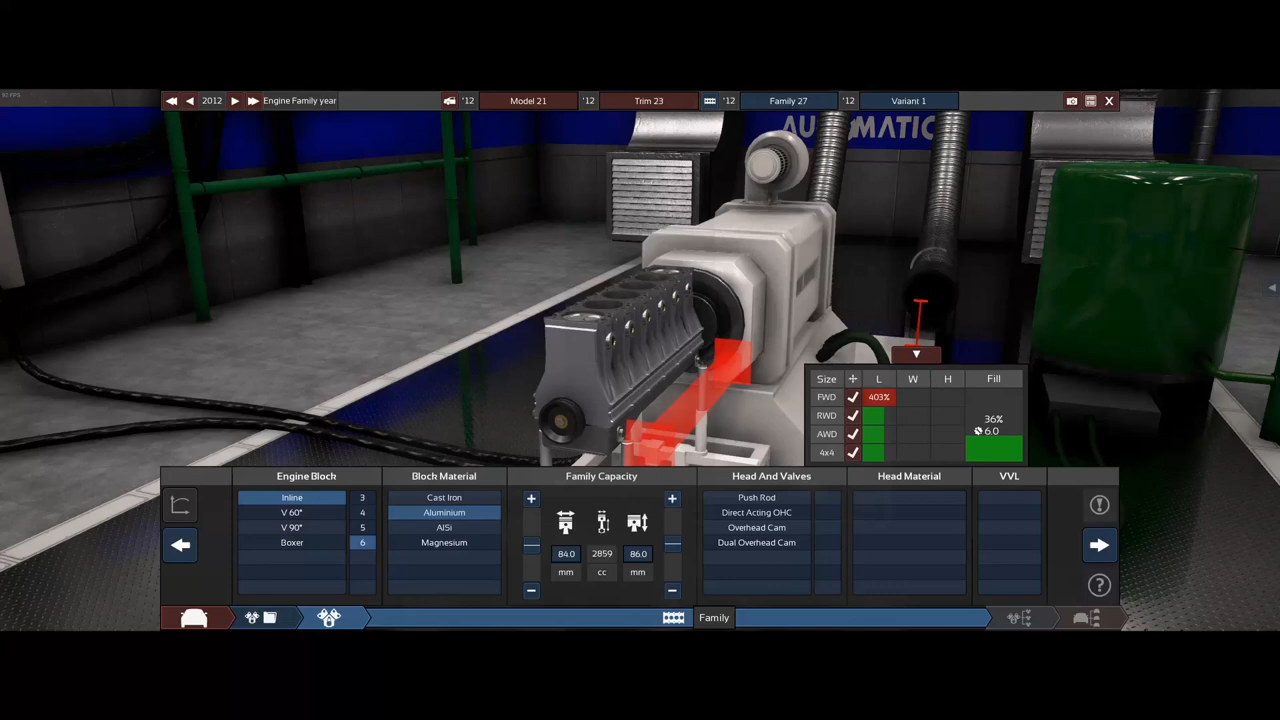 91 FPS
2012 Engine Family year '12 Model 21 '12 Trim 23 '12 Family 27 '12 Variant 1
AUTOMATIC
Size L W H Fill
FWD 403%
RWD
AWD
4x4
36%
6.0
Engine Block
Inline 3
V 60° 4
V 90° 5
Boxer 6
Block Material
Cast Iron
Aluminium
AlSi
Magnesium
Family Capacity
84.0 2859 86.0
mm cc mm
Head And Valves
Push Rod
Direct Acting OHC
Overhead Cam
Dual Overhead Cam
Head Material
VVL
Family